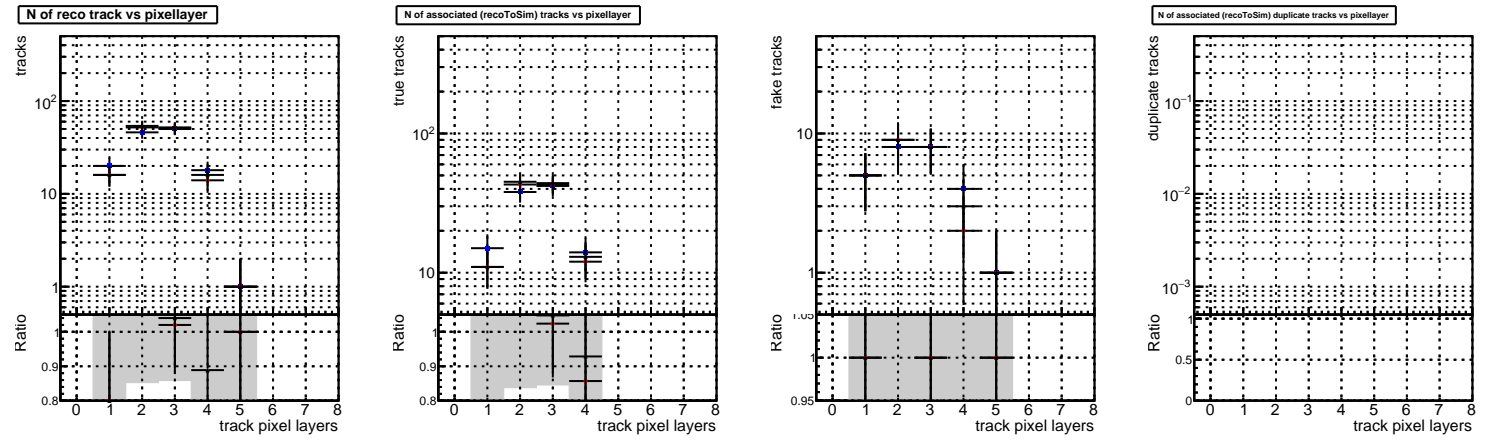 N of reco track vs pixellayer
tracks
10²
10
1
Ratio
1
0.9
0.8
0 1 2 3 4 5 6 7 8
track pixel layers
N of associated (recoToSim) tracks vs pixellayer
true tracks
10²
10
Ratio
1
0.9
0.8
0 1 2 3 4 5 6 7 8
track pixel layers
fake tracks
10
1
Ratio
1.05
1
0.95
0 1 2 3 4 5 6 7 8
track pixel layers
N of associated (recoToSim) duplicate tracks vs pixellayer
duplicate tracks
10⁻¹
10⁻²
10⁻³
Ratio
1
0.5
0
0 1 2 3 4 5 6 7 8
track pixel layers